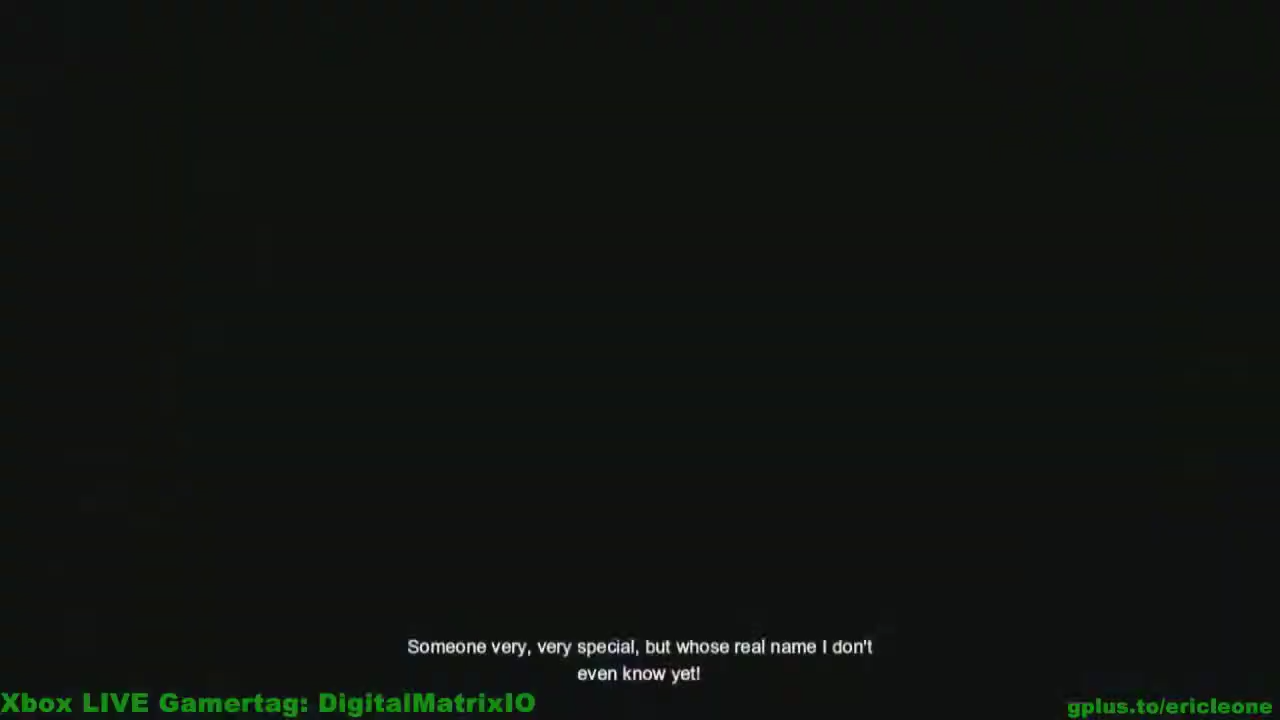 Someone very, very special, but whose real name I don't
even know yet!
Xbox LIVE Gamertag: DigitalMatrixIO
gplus.to/ericleone